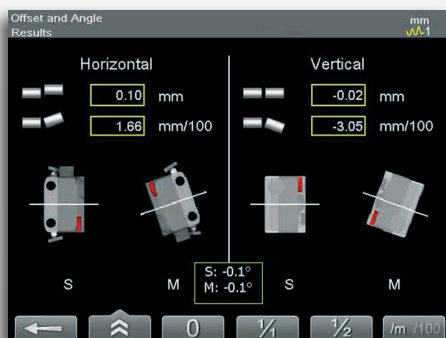 Offset and Angle
Results
mm
1
Horizontal
Vertical
0.10 mm
-0.02 mm
1.66 mm/100
-3.05 mm/100
S
M
S: -0.1°
M: -0.1°
S
M
0
1/1
1/2
/m /100